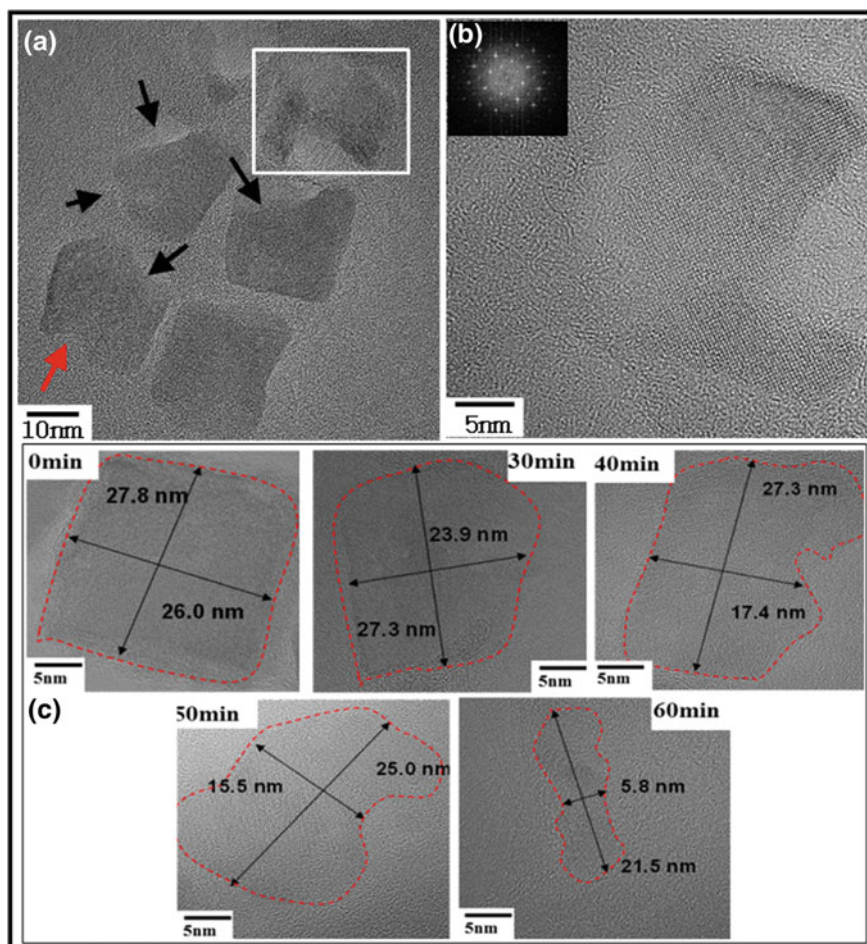 (a)
(b)
10nm
5nm
0min
27.8 nm
26.0 nm
5nm
30min
23.9 nm
27.3 nm
5nm
40min
27.3 nm
17.4 nm
5nm
(c)
50min
15.5 nm
25.0 nm
5nm
60min
5.8 nm
21.5 nm
5nm